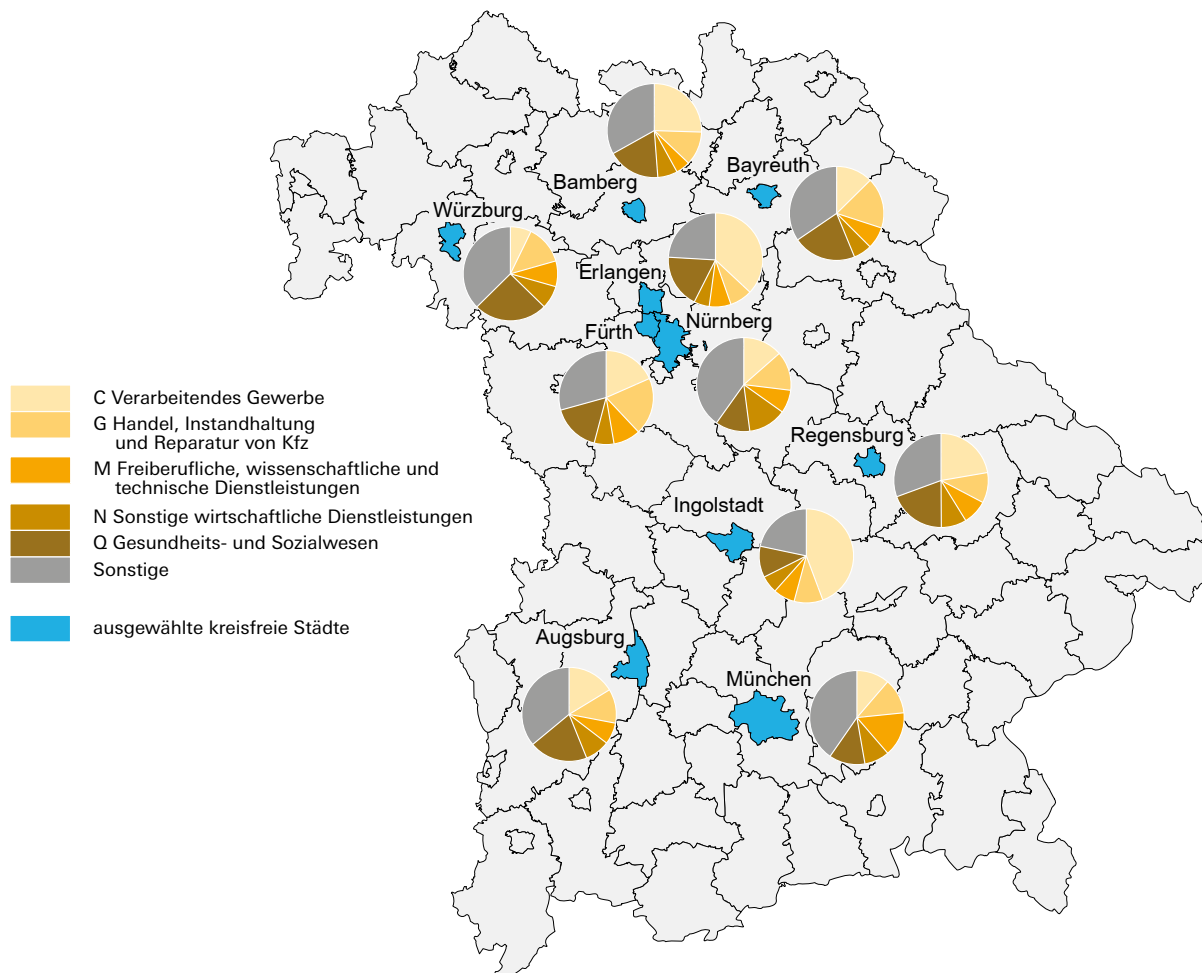 Bayreuth
Bamberg
Würzburg
Erlangen
Fürth
Nürnberg
Regensburg
Ingolstadt
Augsburg
München
C Verarbeitendes Gewerbe
G Handel, Instandhaltung
und Reparatur von Kfz
M Freiberufliche, wissenschaftliche und
technische Dienstleistungen
N Sonstige wirtschaftliche Dienstleistungen
Q Gesundheits- und Sozialwesen
Sonstige
ausgewählte kreisfreie Städte